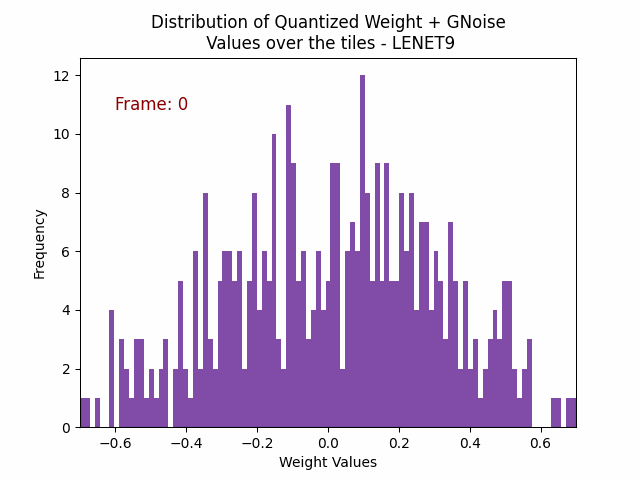 Distribution of Quantized Weight + GNoise
Values over the tiles - LENET9
Frame: 0
12
10
8
6
4
2
0
Frequency
−0.6
−0.4
−0.2
0.0
0.2
0.4
0.6
Weight Values